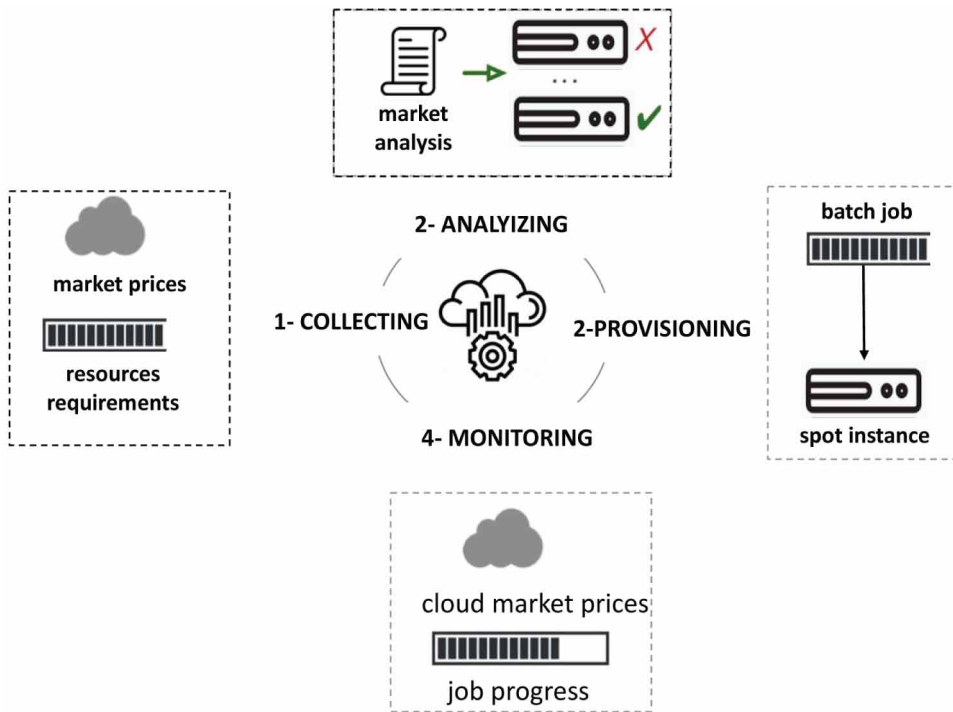 market
analysis
X
...
2- ANALYIZING
market prices
resources
requirements
1- COLLECTING
2-PROVISIONING
batch job
spot instance
4- MONITORING
cloud market prices
job progress